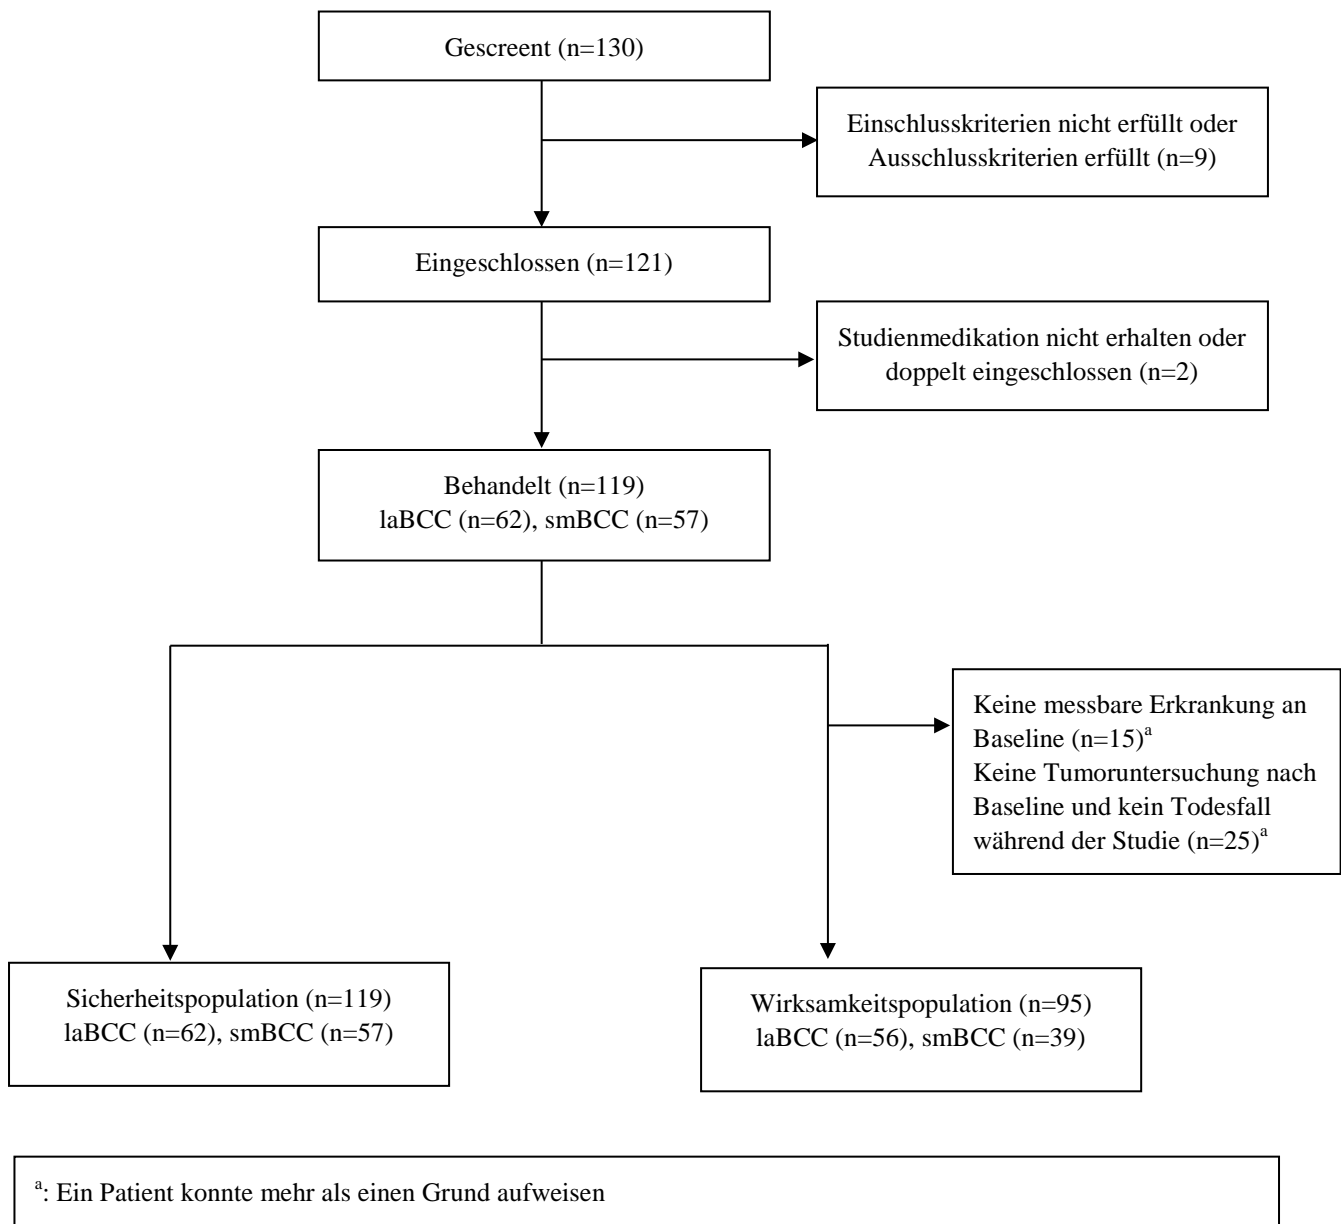 Gescreent (n=130)
Einschlusskriterien nicht erfüllt oder
Ausschlusskriterien erfüllt (n=9)
Eingeschlossen (n=121)
Studienmedikation nicht erhalten oder
doppelt eingeschlossen (n=2)
Behandelt (n=119)
laBCC (n=62), smBCC (n=57)
Keine messbare Erkrankung an
Baseline (n=15)ᵃ
Keine Tumoruntersuchung nach
Baseline und kein Todesfall
während der Studie (n=25)ᵃ
Sicherheitspopulation (n=119)
laBCC (n=62), smBCC (n=57)
Wirksamkeitspopulation (n=95)
laBCC (n=56), smBCC (n=39)
ᵃ: Ein Patient konnte mehr als einen Grund aufweisen